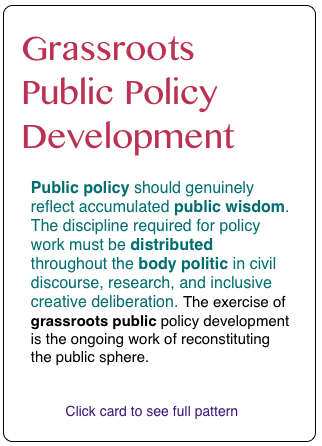 Grassroots
Public Policy
Development
Public policy should genuinely
reflect accumulated public wisdom.
The discipline required for policy
work must be distributed
throughout the body politic in civil
discourse, research, and inclusive
creative deliberation. The exercise of
grassroots public policy development
is the ongoing work of reconstituting
the public sphere.
Click card to see full pattern